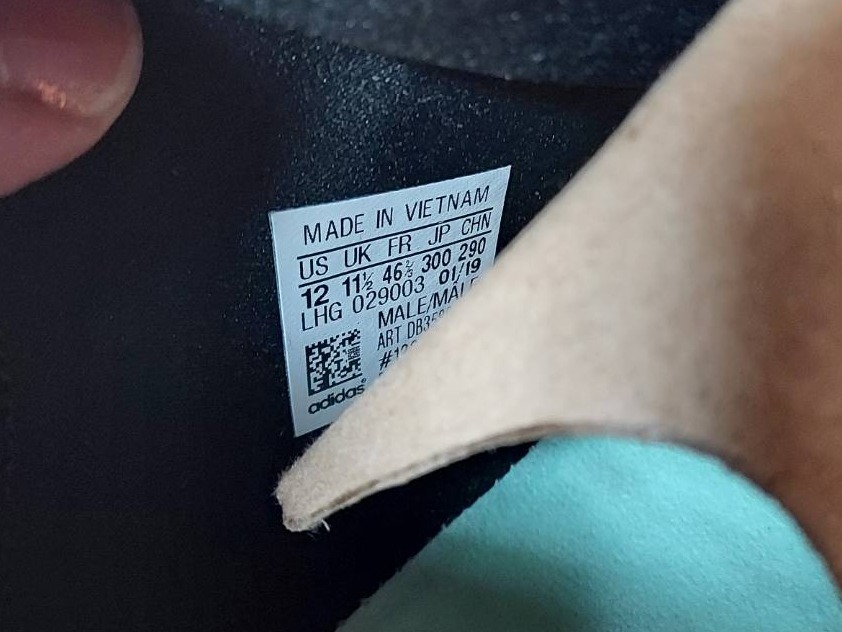 MADE IN VIETNAM
US UK FR JP CHN
12 11½ 46⅔ 300 290
LHG 029003 01/19
MALE/MALE
ART
adidas®